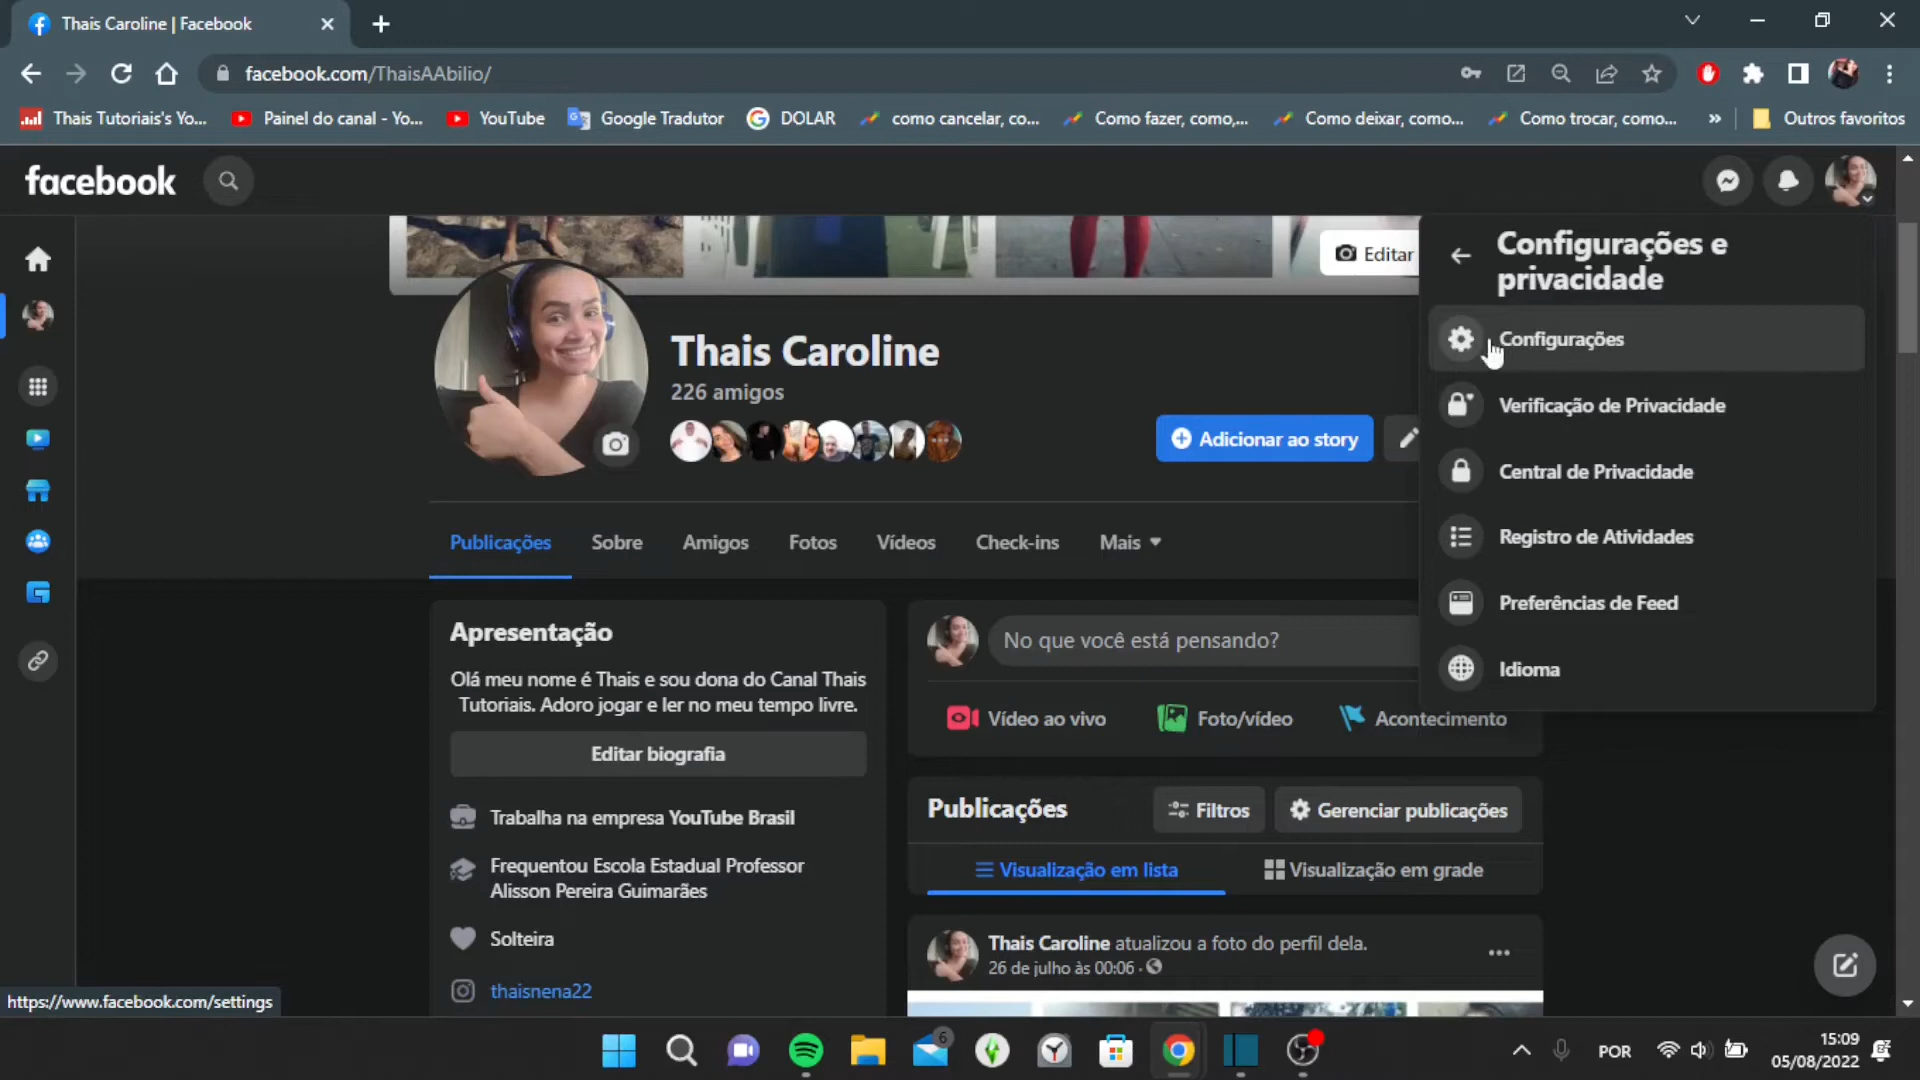 Thais Caroline | Facebook
facebook.com/ThaisAAbilio/
Thais Tutoriais's Yo...
Painel do canal - Yo...
YouTube
Google Tradutor
DOLAR
como cancelar, co...
Como fazer, como,...
Como deixar, como...
Como trocar, como...
»
Outros favoritos
facebook
Editar
Configurações e
privacidade
Configurações
Verificação de Privacidade
Central de Privacidade
Registro de Atividades
Preferências de Feed
Idioma
Thais Caroline
226 amigos
Adicionar ao story
Publicações
Sobre
Amigos
Fotos
Vídeos
Check-ins
Mais
Apresentação
Olá meu nome é Thais e sou dona do Canal Thais
Tutoriais. Adoro jogar e ler no meu tempo livre.
Editar biografia
Trabalha na empresa YouTube Brasil
Frequentou Escola Estadual Professor
Alisson Pereira Guimarães
Solteira
thaisnena22
No que você está pensando?
Vídeo ao vivo
Foto/vídeo
Acontecimento
Publicações
Filtros
Gerenciar publicações
Visualização em lista
Visualização em grade
Thais Caroline atualizou a foto do perfil dela.
26 de julho às 00:06 ·
https://www.facebook.com/settings
6
POR
15:09
05/08/2022